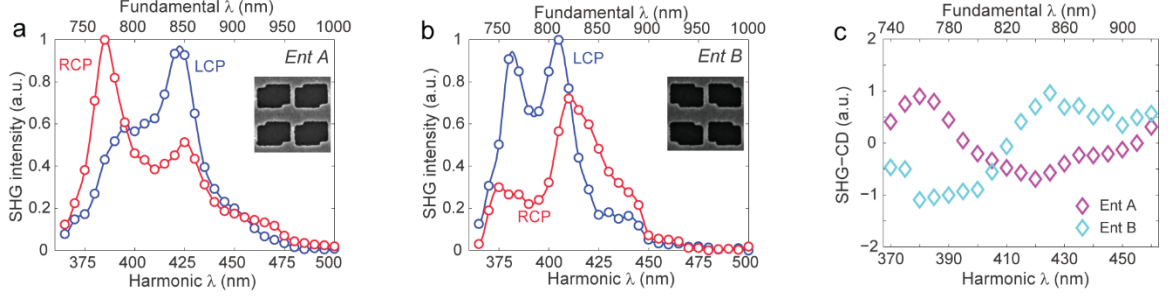 a
Fundamental λ (nm)
750 800 850 900 950 1000
Ent A
RCP
LCP
SHG intensity (a.u.)
1
0.8
0.6
0.4
0.2
0
375 400 425 450 475 500
Harmonic λ (nm)
b
Fundamental λ (nm)
750 800 850 900 950 1000
Ent B
LCP
RCP
SHG intensity (a.u.)
1
0.8
0.6
0.4
0.2
0
375 400 425 450 475 500
Harmonic λ (nm)
c
Fundamental λ (nm)
740 780 820 860 900
SHG−CD (a.u.)
2
1
0
−1
−2
Ent A
Ent B
370 390 410 430 450
Harmonic λ (nm)